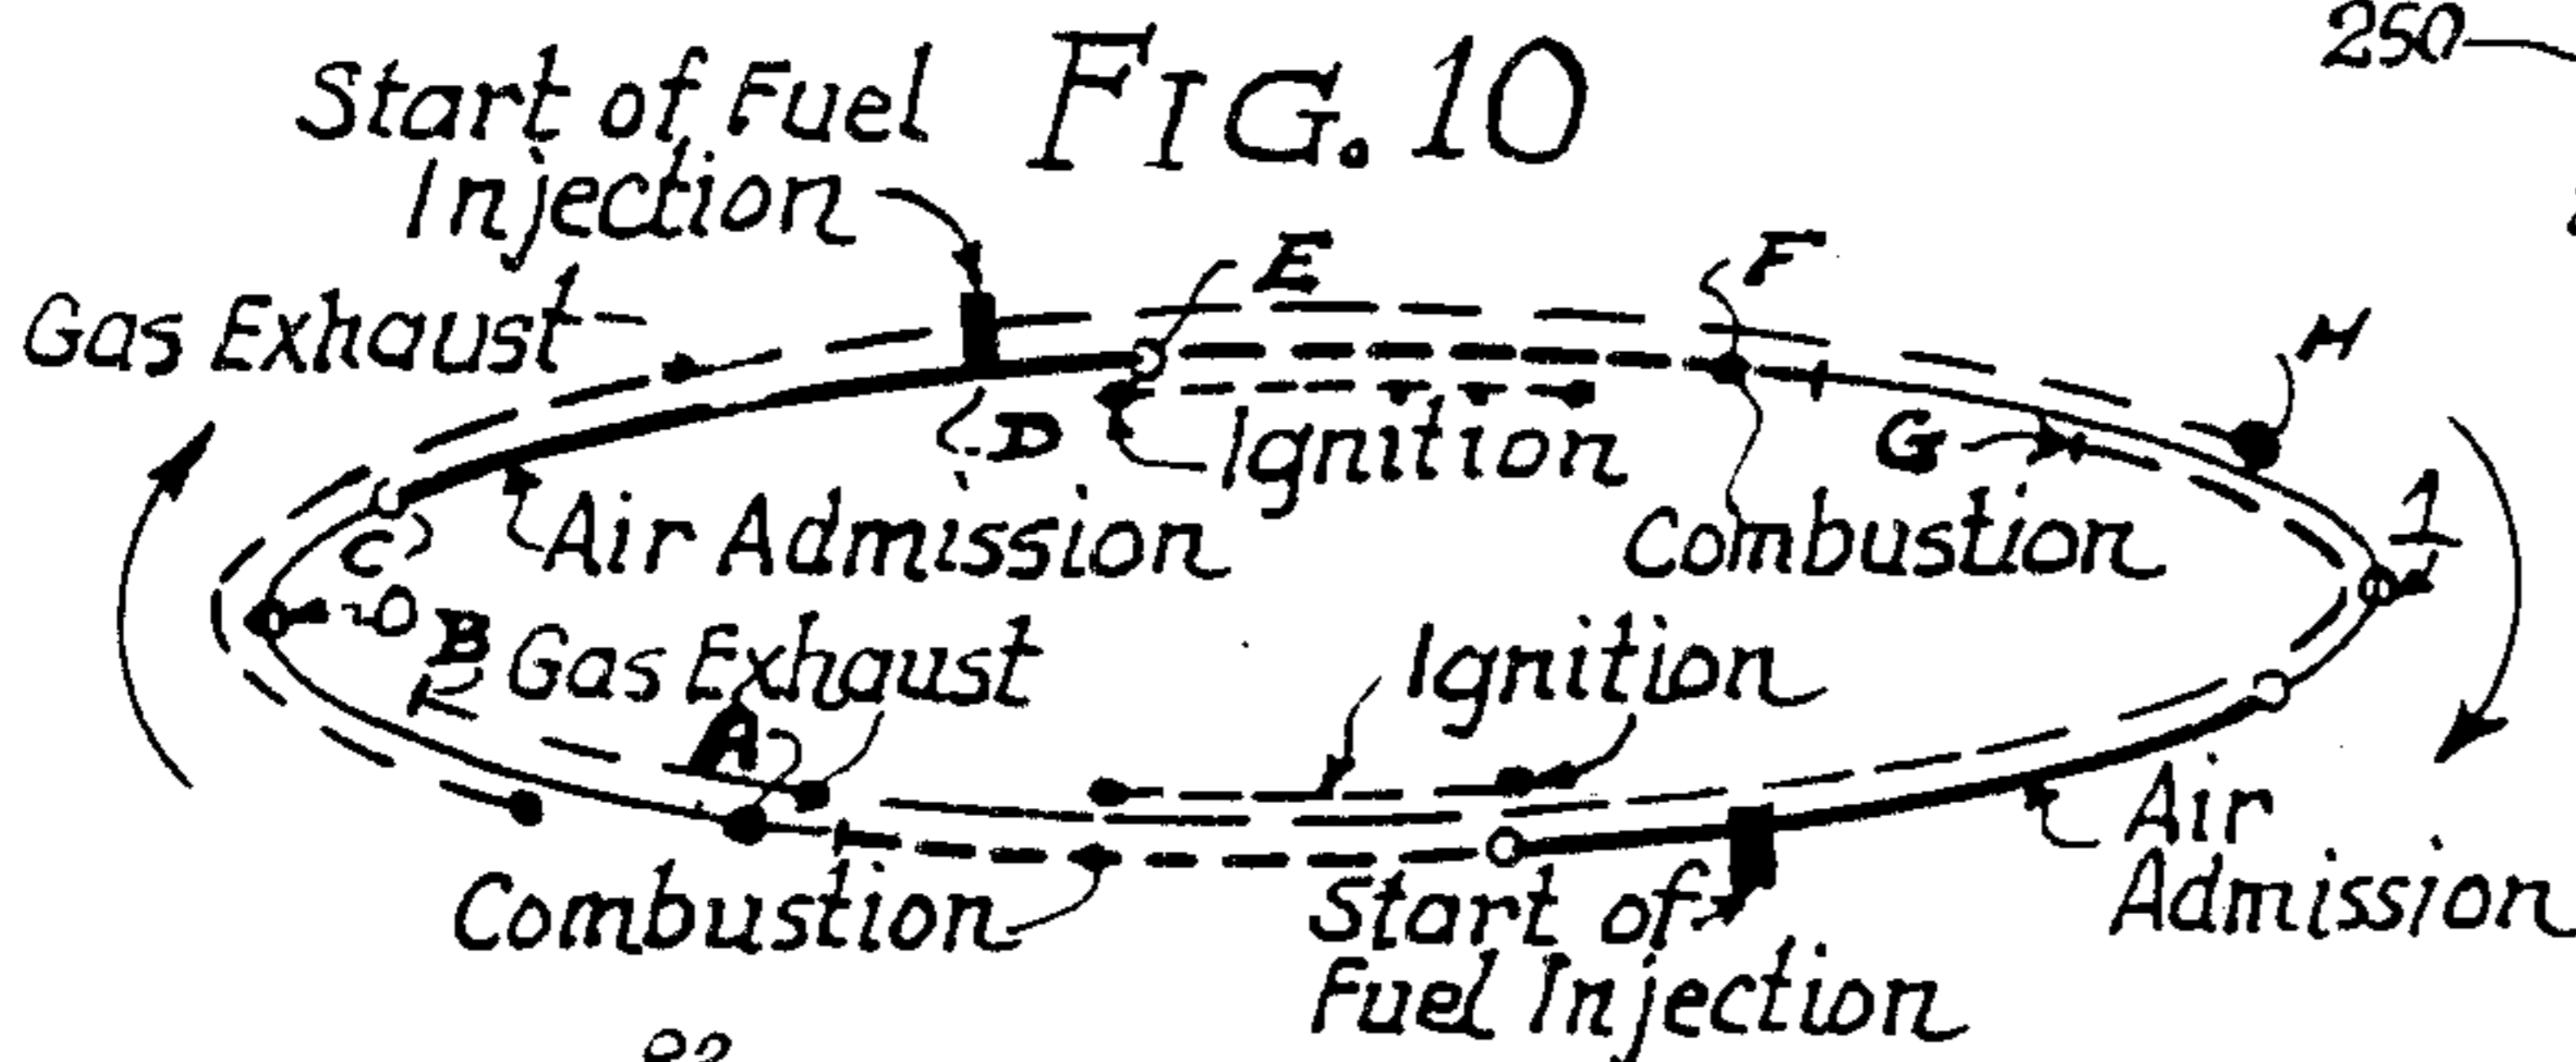 250
FIG. 10
Start of Fuel
Injection
E
F
Gas Exhaust
H
D
Ignition
G
1
Air Admission
Combustion
C
O
B
Gas Exhaust
Ignition
A
Air
Admission
Combustion
Start of
Fuel Injection